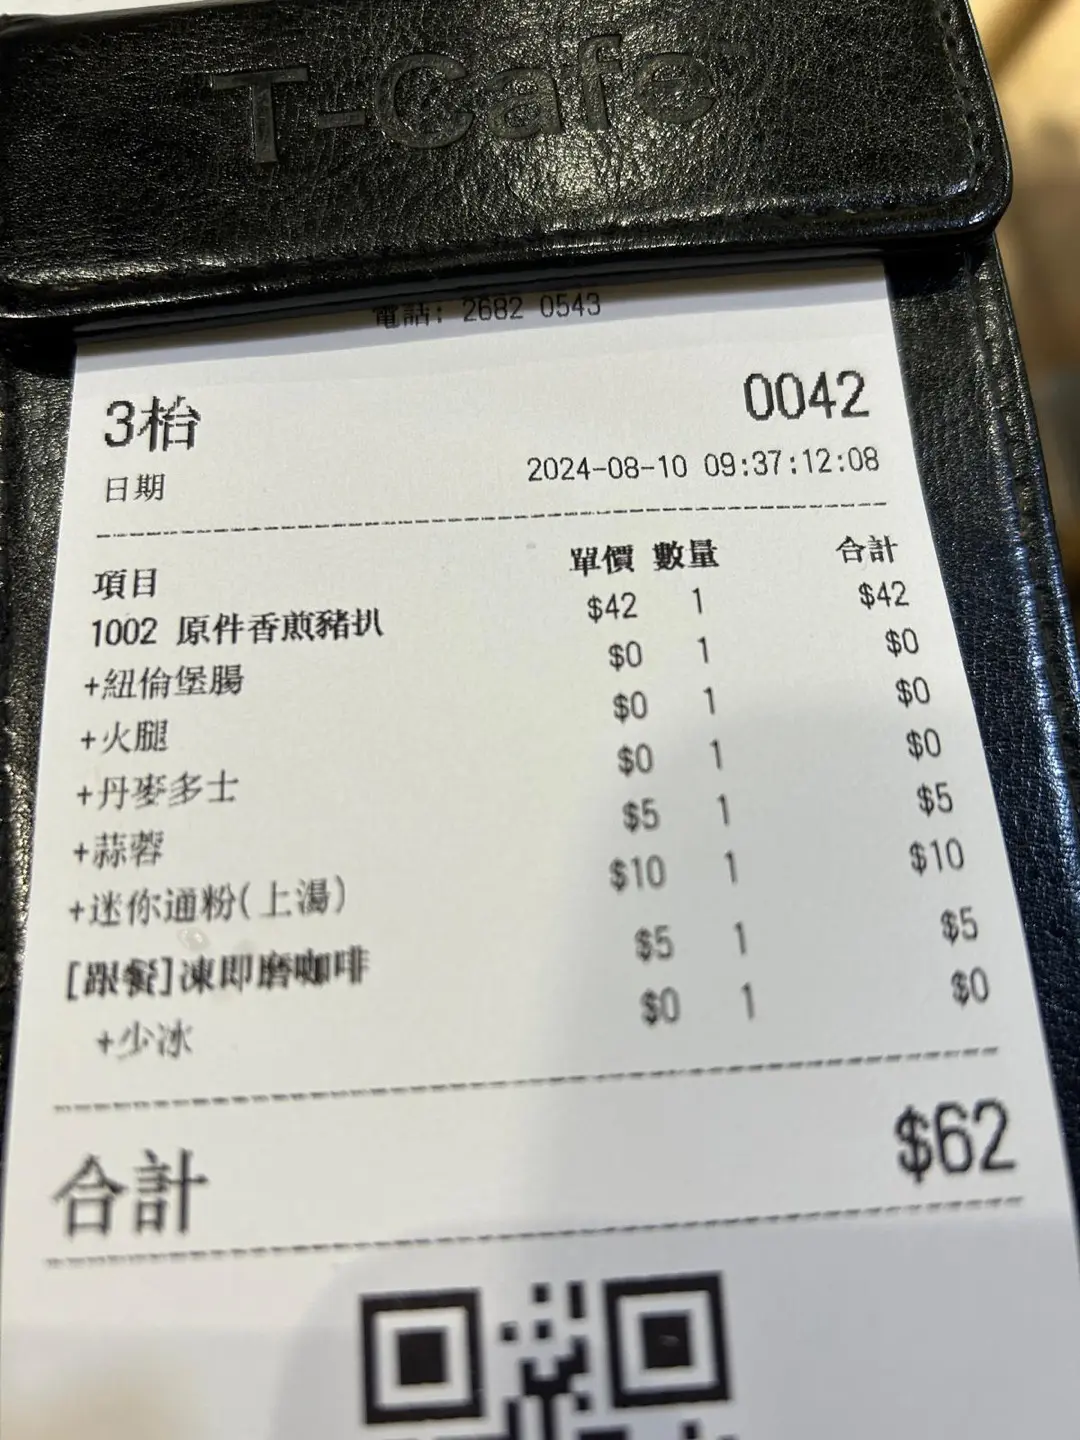 T-Cafe
電話: 2682 0543
3枱 0042
日期 2024-08-10 09:37:12:08
項目 單價 數量 合計
1002 原件香煎豬扒 $42 1 $42
+紐倫堡腸 $0 1 $0
+火腿 $0 1 $0
+丹麥多士 $0 1 $0
+蒜蓉 $5 1 $5
+迷你通粉(上湯) $10 1 $10
[跟餐]凍即磨咖啡 $5 1 $5
+少冰 $0 1 $0
合計 $62